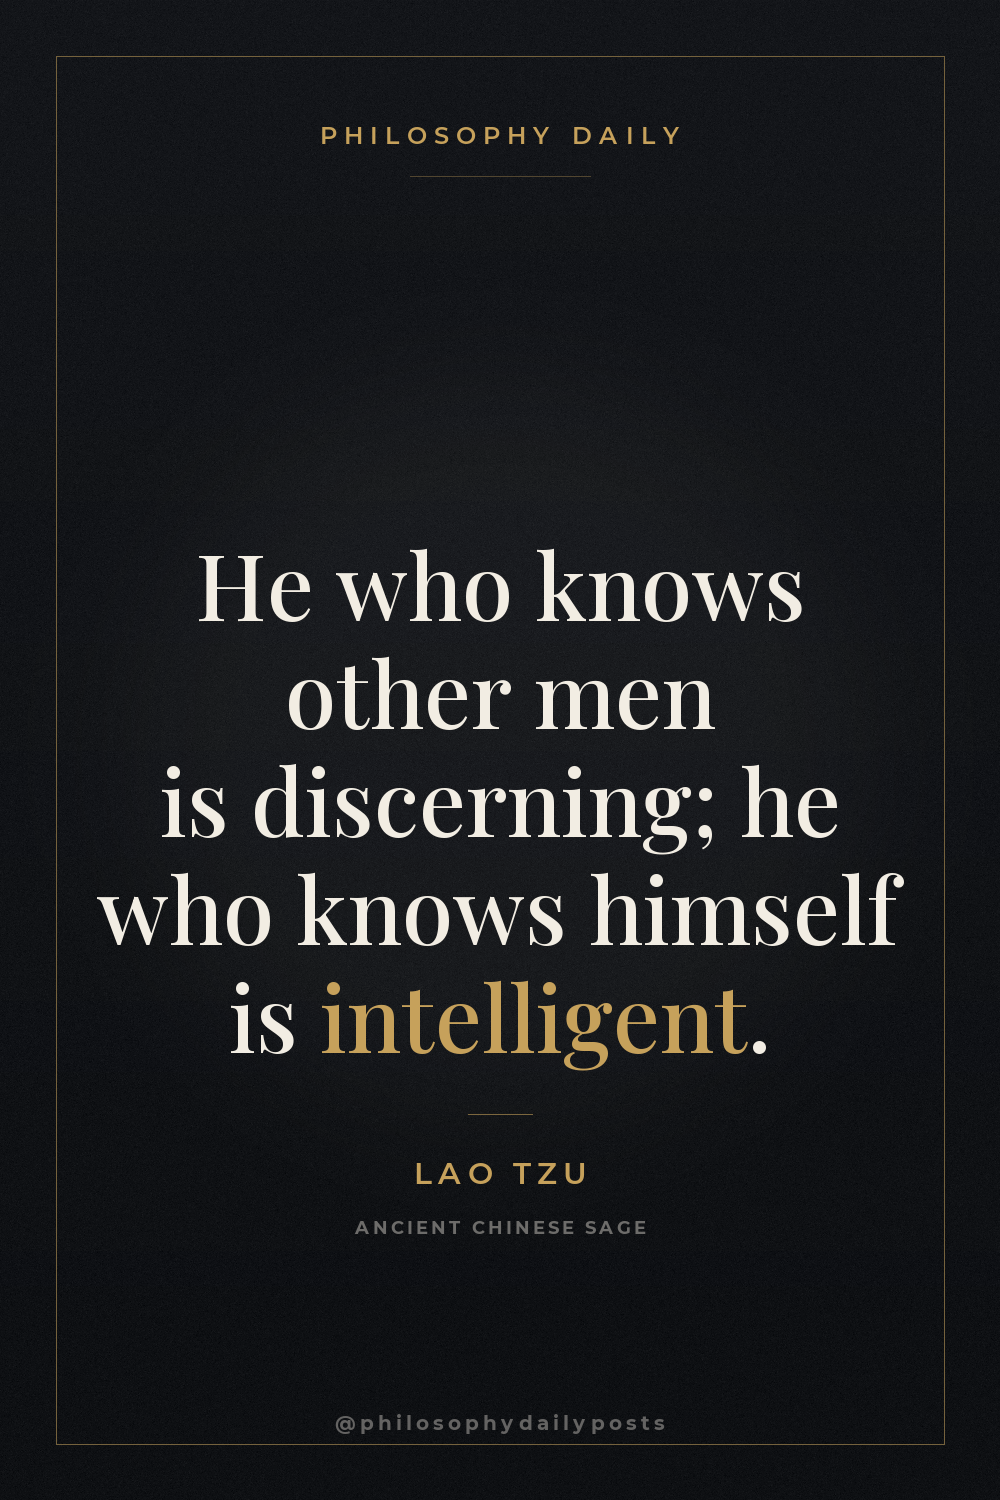 PHILOSOPHY DAILY
He who knows
other men
is discerning; he
who knows himself
is intelligent.
LAO TZU
ANCIENT CHINESE SAGE
@philosophydailyposts